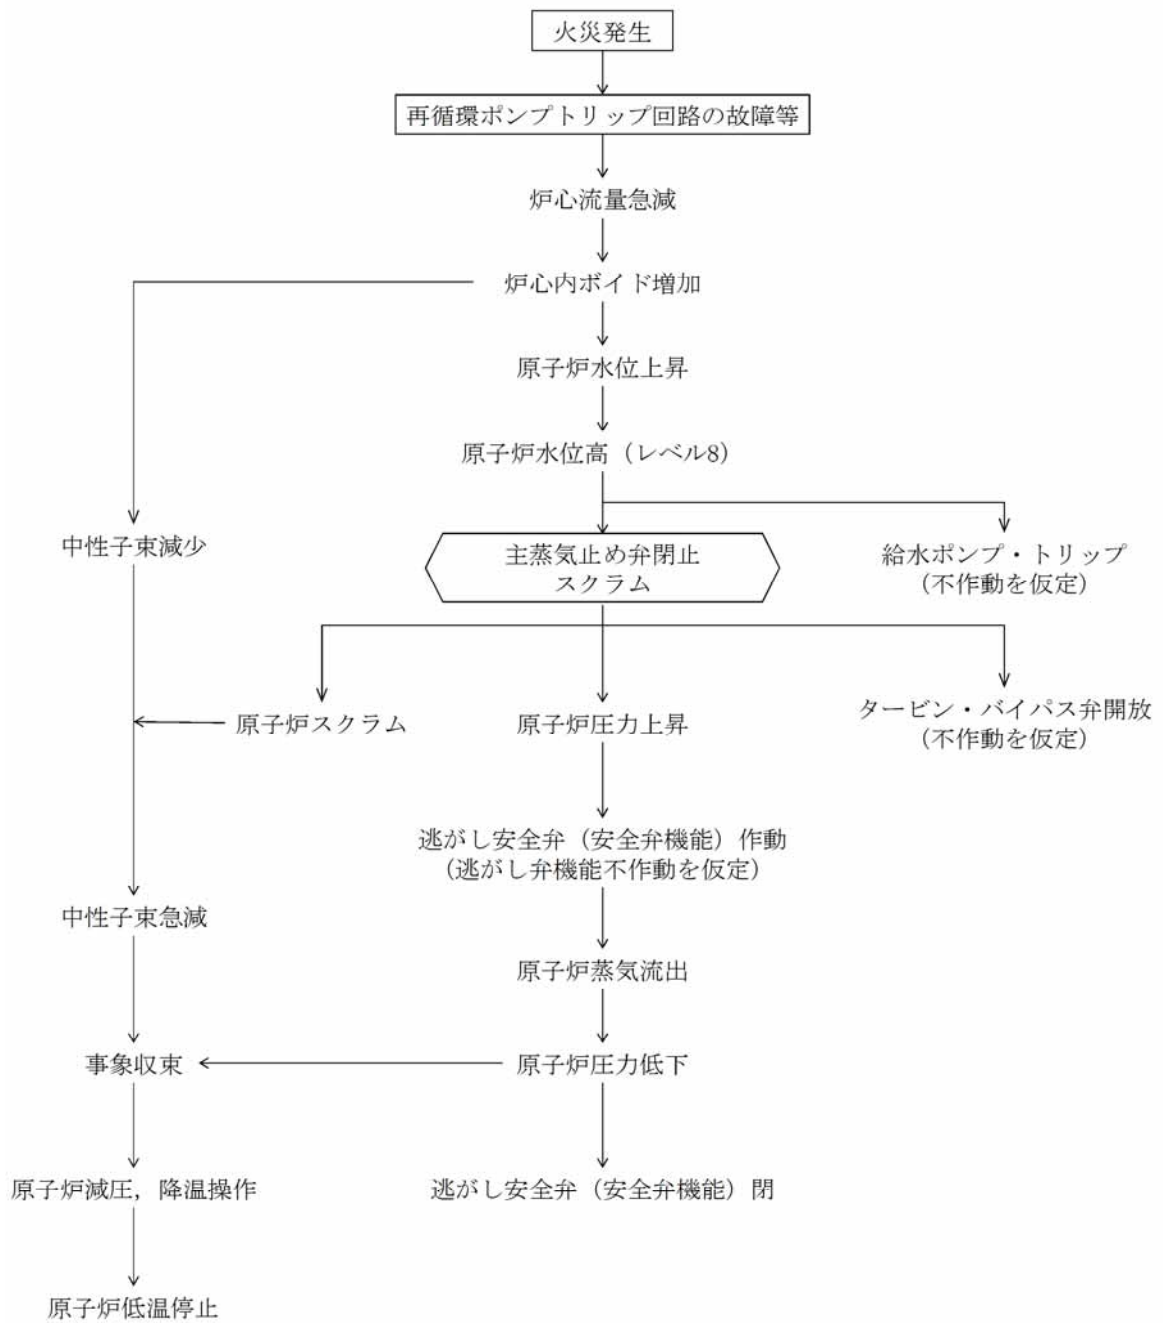 火災発生
再循環ポンプトリップ回路の故障等
炉心流量急減
炉心内ボイド増加
原子炉水位上昇
原子炉水位高（レベル8）
中性子束減少
主蒸気止め弁閉止
スクラム
給水ポンプ・トリップ
（不作動を仮定）
原子炉スクラム
原子炉圧力上昇
タービン・バイパス弁開放
（不作動を仮定）
逃がし安全弁（安全弁機能）作動
（逃がし弁機能不作動を仮定）
中性子束急減
原子炉蒸気流出
事象収束
原子炉圧力低下
原子炉減圧，降温操作
逃がし安全弁（安全弁機能）閉
原子炉低温停止